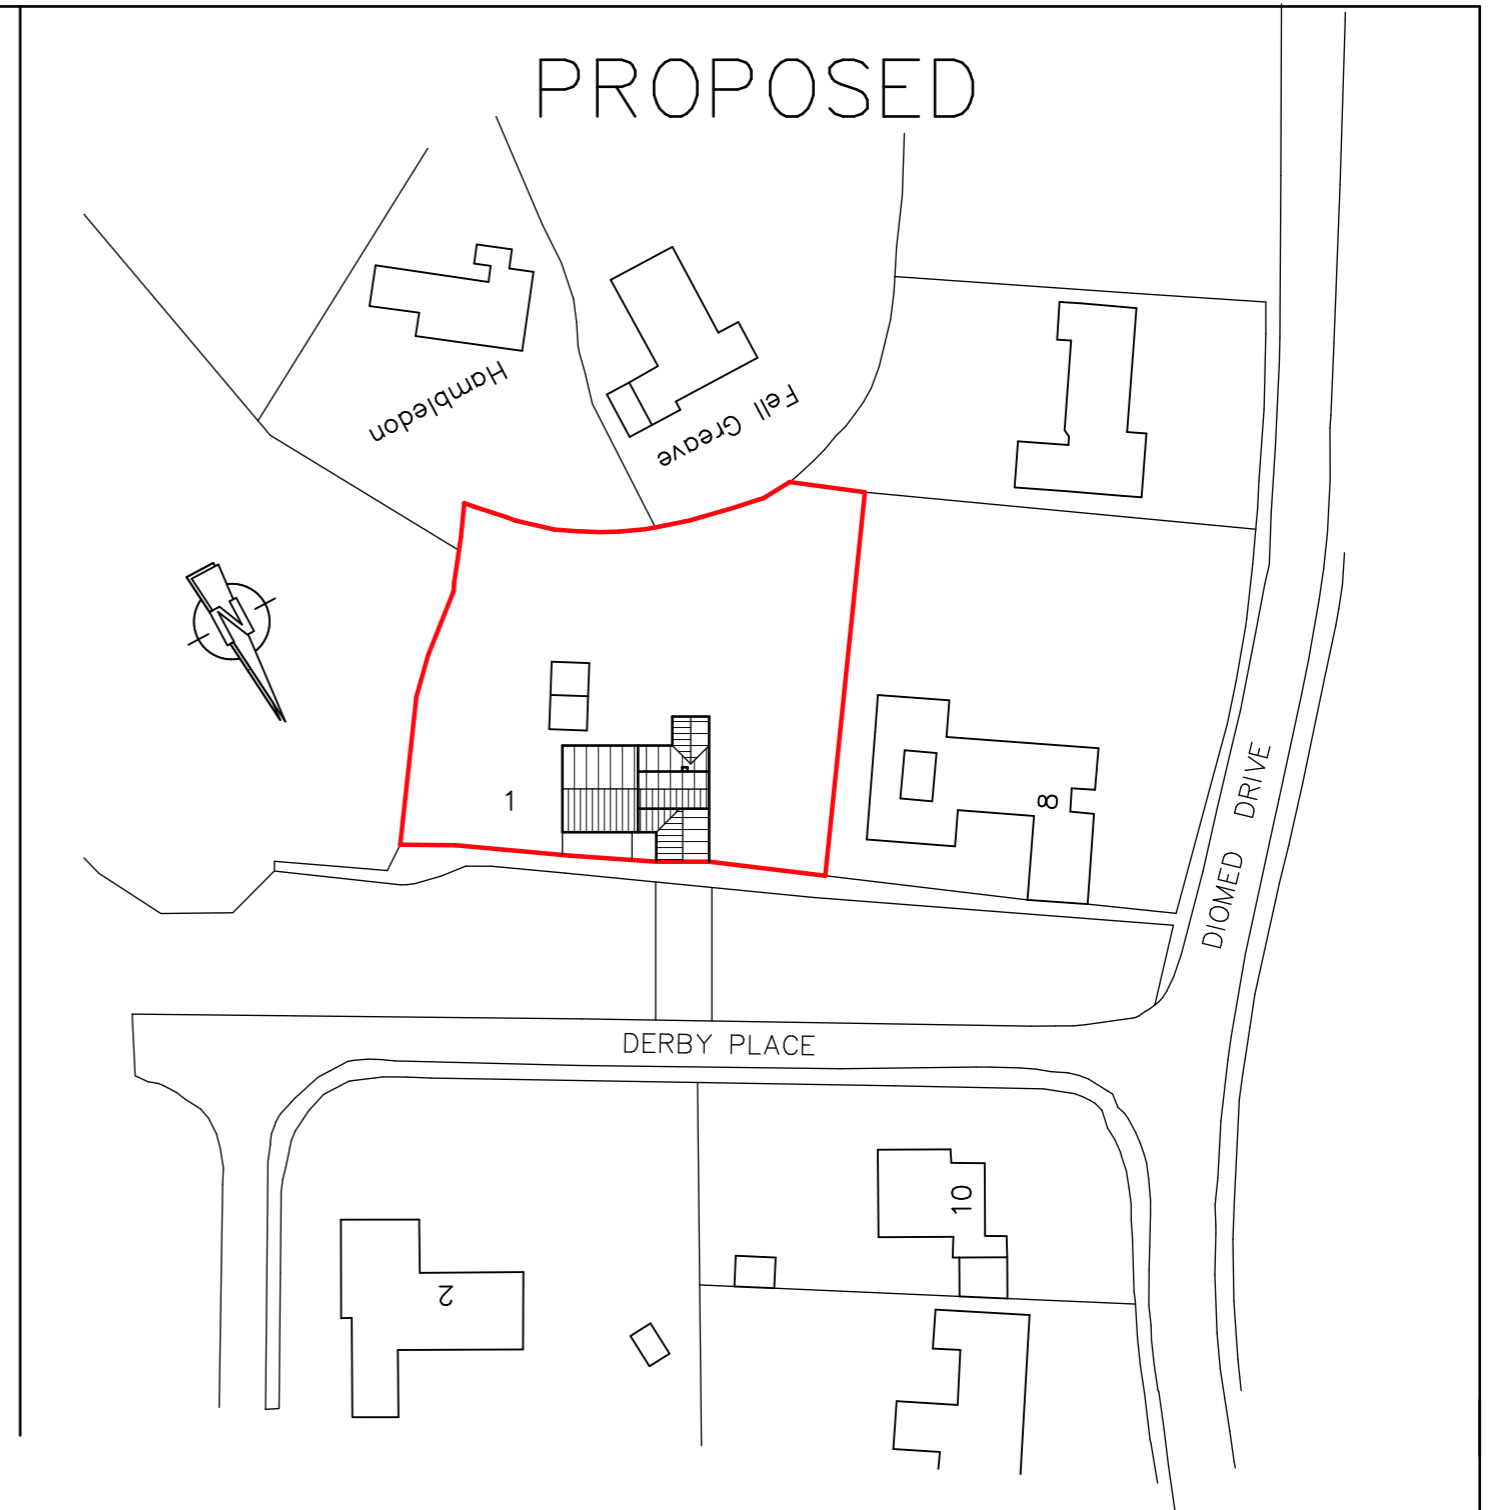 PROPOSED
Hambledon
Fell Greave
N
1
8
DIOMED DRIVE
DERBY PLACE
10
2